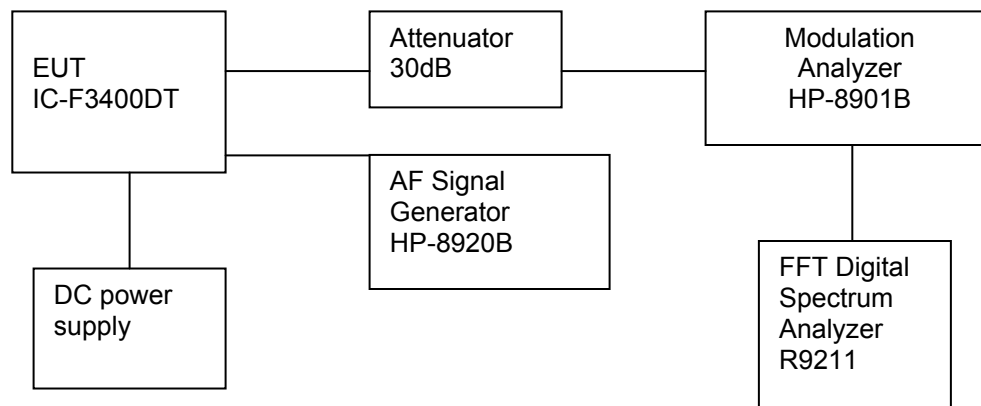 EUT
IC-F3400DT
Attenuator
30dB
Modulation
Analyzer
HP-8901B
AF Signal
Generator
HP-8920B
DC power
supply
FFT Digital
Spectrum
Analyzer
R9211